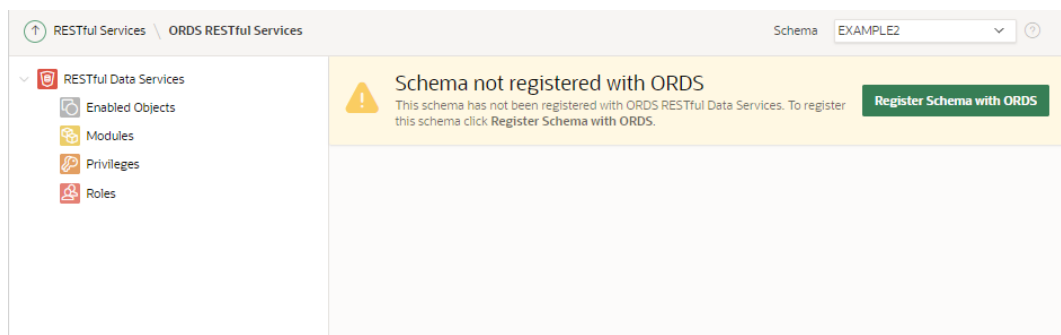 RESTful Services \ ORDS RESTful Services
Schema EXAMPLE2
RESTful Data Services
Enabled Objects
Modules
Privileges
Roles
Schema not registered with ORDS
This schema has not been registered with ORDS RESTful Data Services. To register
this schema click Register Schema with ORDS.
Register Schema with ORDS